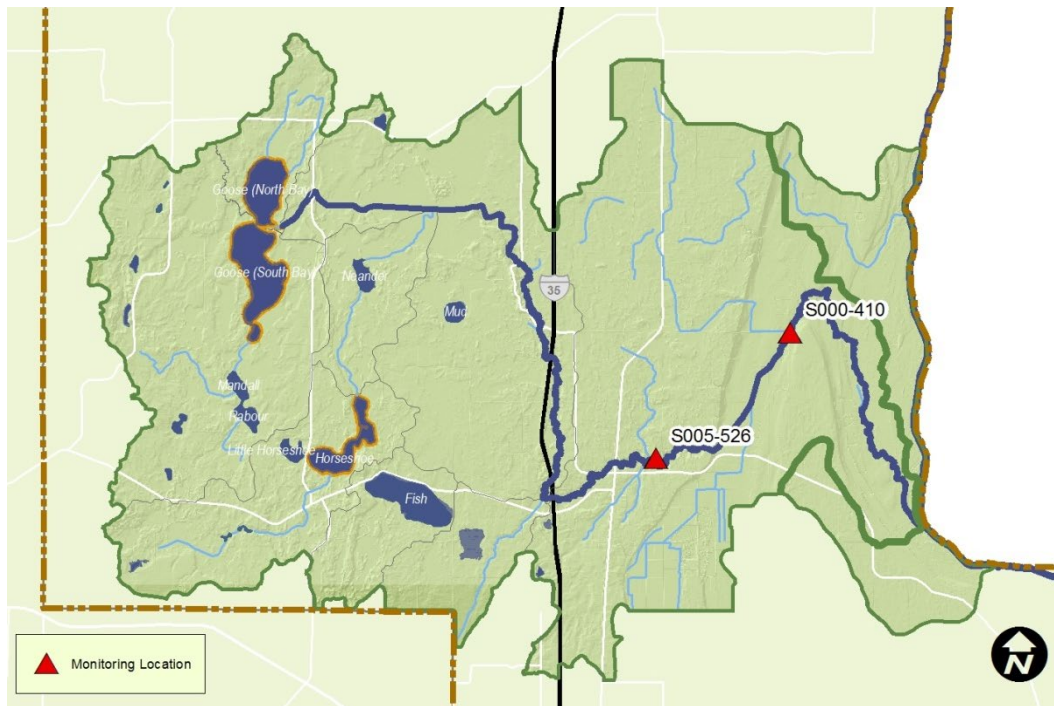 Goose (North Bay)
Goose (South Bay)
Neander
Mud
35
S000-410
Mandall
Rabour
Little Horseshoe
Horseshoe
S005-526
Fish
Monitoring Location
N